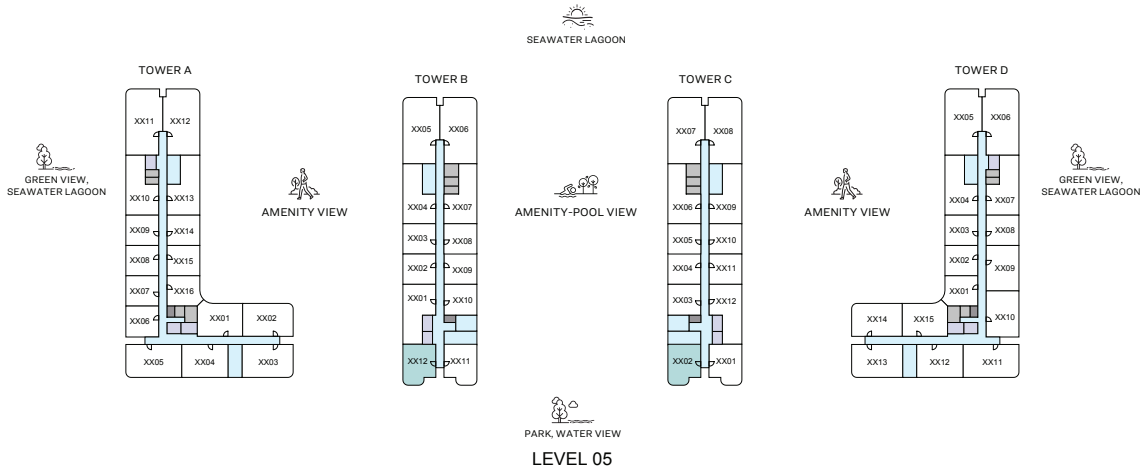 SEAWATER LAGOON
TOWER A
TOWER B
TOWER C
TOWER D
XX11 XX12
XX10 XX13
XX09 XX14
XX08 XX15
XX07 XX16
XX06 XX01 XX02
XX05 XX04 XX03
XX05 XX06
XX04 XX07
XX03 XX08
XX02 XX09
XX01 XX10
XX12 XX11
XX07 XX08
XX06 XX09
XX05 XX10
XX04 XX11
XX03 XX12
XX02 XX01
XX05 XX06
XX04 XX07
XX03 XX08
XX02 XX09
XX01 XX10
XX14 XX15
XX13 XX12 XX11
GREEN VIEW,
SEAWATER LAGOON
AMENITY VIEW
AMENITY-POOL VIEW
AMENITY VIEW
GREEN VIEW,
SEAWATER LAGOON
PARK, WATER VIEW
LEVEL 05